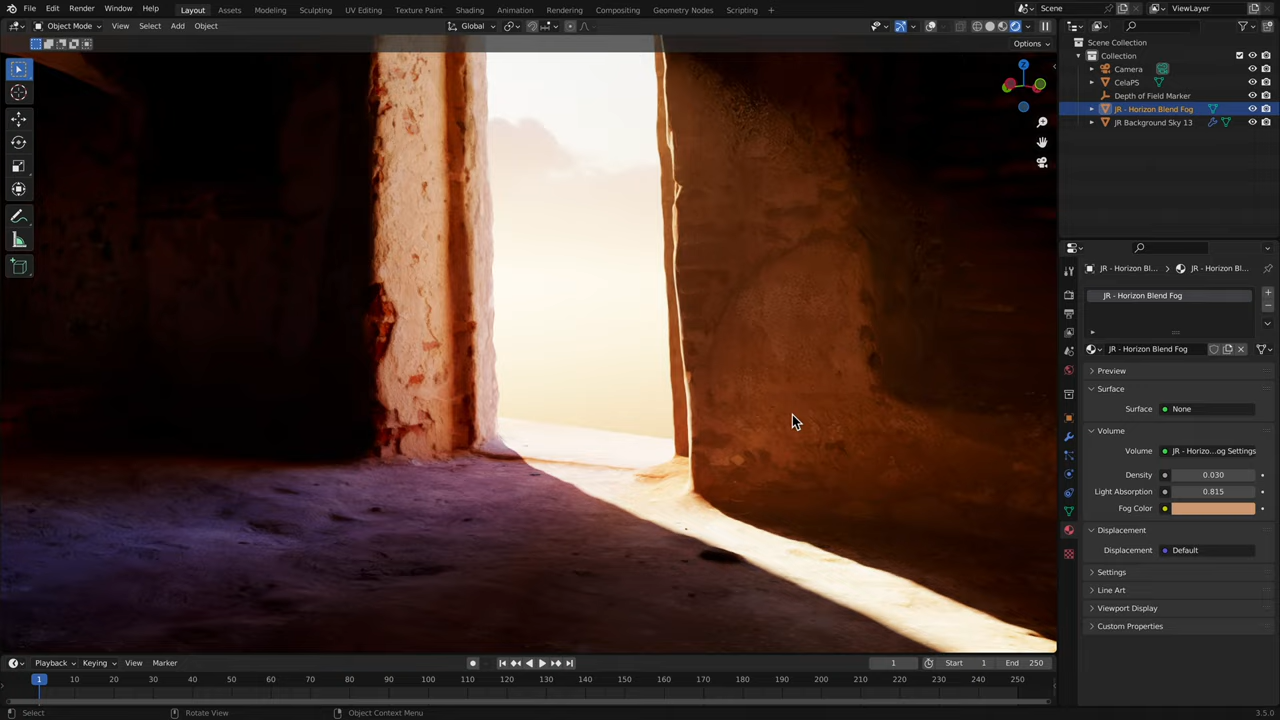 File Edit Render Window Help Layout Assets Modeling Sculpting UV Editing Texture Paint Shading Animation Rendering Compositing Geometry Nodes Scripting + Scene ViewLayer
Object Mode View Select Add Object Global
Options
Z
Scene Collection
Collection
Camera
CelaPS
Depth of Field Marker
JR - Horizon Blend Fog
JR Background Sky 13
JR - Horizon Bl... > JR - Horizon Bl...
JR - Horizon Blend Fog
JR - Horizon Blend Fog
Preview
Surface
Surface None
Volume
Volume JR - Horizo...og Settings
Density 0.030
Light Absorption 0.815
Fog Color
Displacement
Displacement Default
Settings
Line Art
Viewport Display
Custom Properties
Playback Keying View Marker 1 Start 1 End 250
1 10 20 30 40 50 60 70 80 90 100 110 120 130 140 150 160 170 180 190 200 210 220 230 240 250
Select Rotate View Object Context Menu 3.5.0